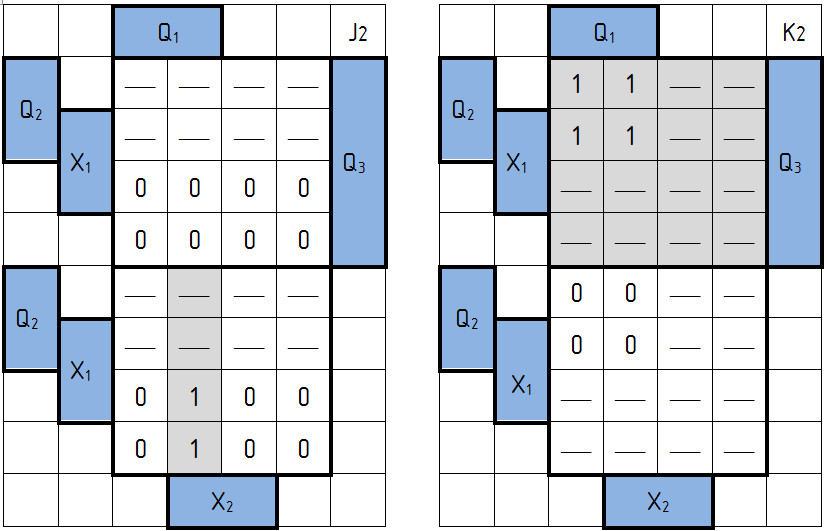 Q₁ J₂ Q₁ K₂
— — — — 1 1 — —
Q₂ Q₂
— — — — 1 1 — —
X₁ Q₃ X₁ Q₃
0 0 0 0 — — — —
0 0 0 0 — — — —
— — — — 0 0 — —
Q₂ Q₂
— — — — 0 0 — —
X₁ X₁
0 1 0 0 — — — —
0 1 0 0 — — — —
X₂ X₂